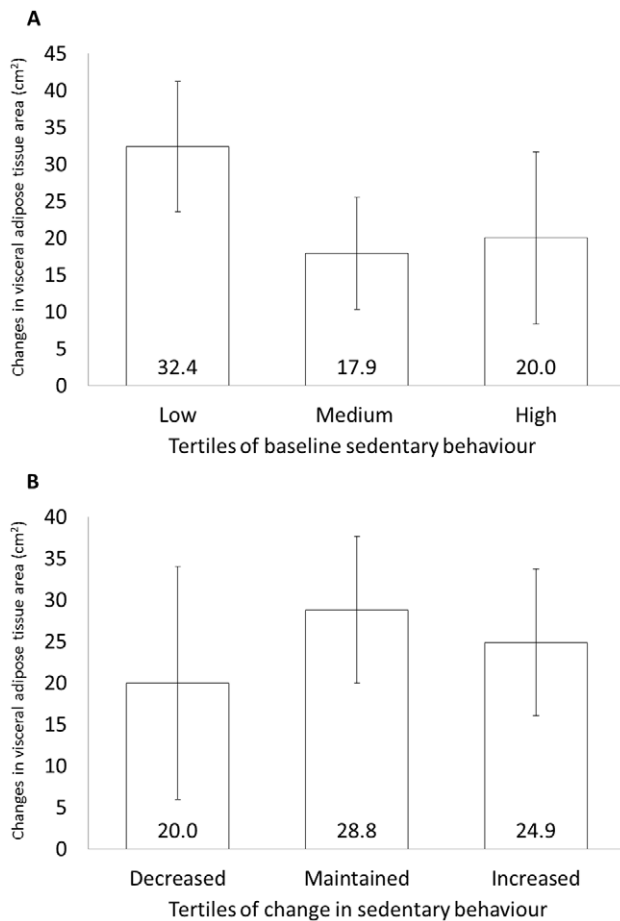 A
Changes in visceral adipose tissue area (cm²)
45
40
35
30
25
20
15
10
5
0
32.4 17.9 20.0
Low Medium High
Tertiles of baseline sedentary behaviour
B
Changes in visceral adipose tissue area (cm²)
40
35
30
25
20
15
10
5
0
20.0 28.8 24.9
Decreased Maintained Increased
Tertiles of change in sedentary behaviour